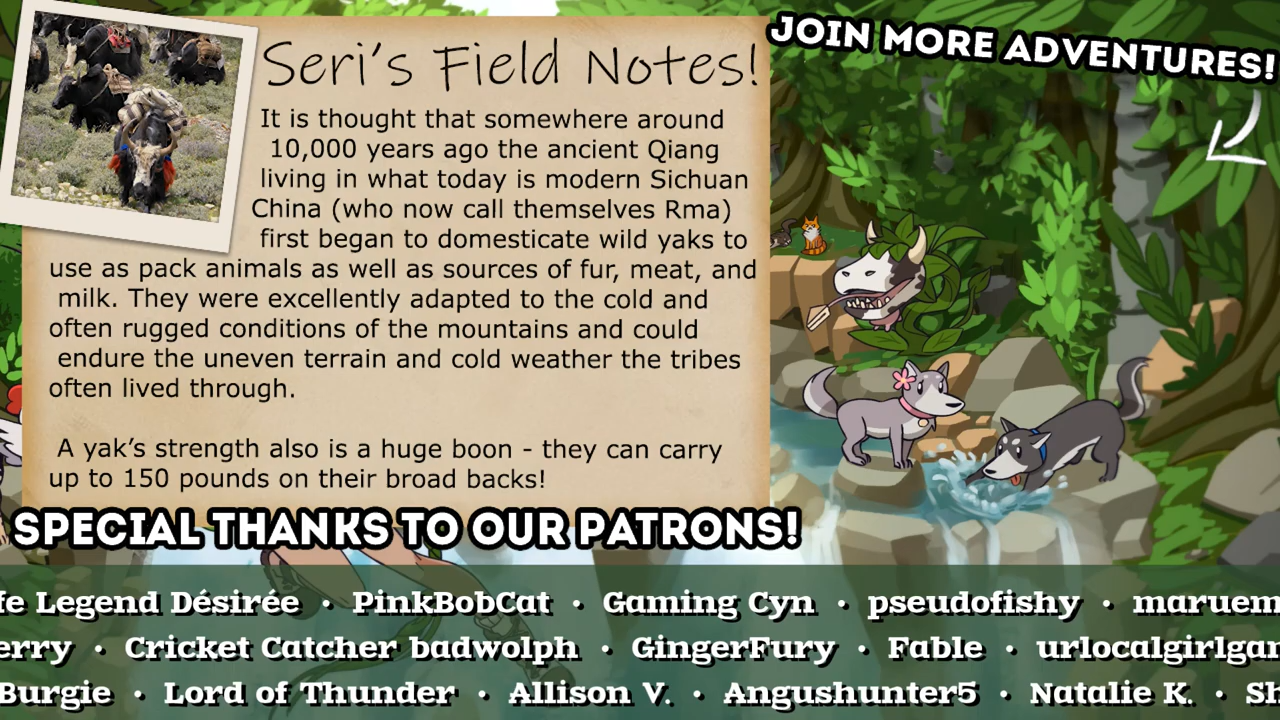 Seri's Field Notes!
JOIN MORE ADVENTURES!
It is thought that somewhere around
10,000 years ago the ancient Qiang
living in what today is modern Sichuan
China (who now call themselves Rma)
first began to domesticate wild yaks to
use as pack animals as well as sources of fur, meat, and
milk. They were excellently adapted to the cold and
often rugged conditions of the mountains and could
endure the uneven terrain and cold weather the tribes
often lived through.
A yak’s strength also is a huge boon - they can carry
up to 150 pounds on their broad backs!
SPECIAL THANKS TO OUR PATRONS!
Legend Désirée • PinkBobCat • Gaming Cyn • pseudofishy •
• Cricket Catcher badwolph • GingerFury • Fable •
Burgie • Lord of Thunder • Allison V. • Angushunter5 • Natalie K. •